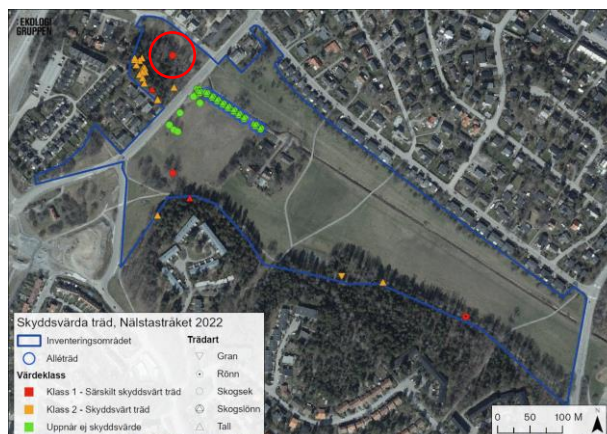 EKOLOGI
GRUPPEN
Skyddsvärda träd, Nälstastråket 2022
Inventeringsområdet
Alléträd
Värdeklass
Klass 1 - Särskilt skyddsvärt träd
Klass 2 - Skyddsvärt träd
Uppnår ej skyddsvärde
Trädart
Gran
Rönn
Skogsek
Skogslönn
Tall
0 50 100 M
N